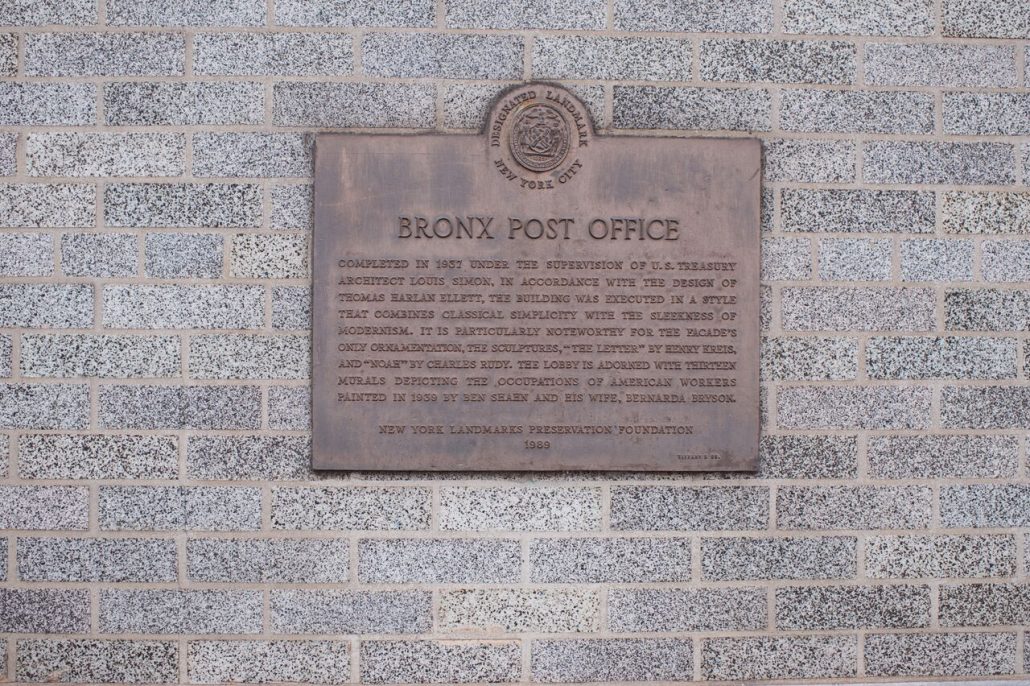 DESIGNATED LANDMARK
NEW YORK CITY
BRONX POST OFFICE
COMPLETED IN 1937 UNDER THE SUPERVISION OF U.S. TREASURY
ARCHITECT LOUIS SIMON, IN ACCORDANCE WITH THE DESIGN OF
THOMAS HARLAN ELLETT, THE BUILDING WAS EXECUTED IN A STYLE
THAT COMBINES CLASSICAL SIMPLICITY WITH THE SLEEKNESS OF
MODERNISM. IT IS PARTICULARLY NOTEWORTHY FOR THE FACADE'S
ONLY ORNAMENTATION, THE SCULPTURES, "THE LETTER" BY HENRY KREIS,
AND "NOAH" BY CHARLES RUDY. THE LOBBY IS ADORNED WITH THIRTEEN
MURALS DEPICTING THE OCCUPATIONS OF AMERICAN WORKERS
PAINTED IN 1939 BY BEN SHAHN AND HIS WIFE, BERNARDA BRYSON.
NEW YORK LANDMARKS PRESERVATION FOUNDATION
1989
TIFFANY & CO.